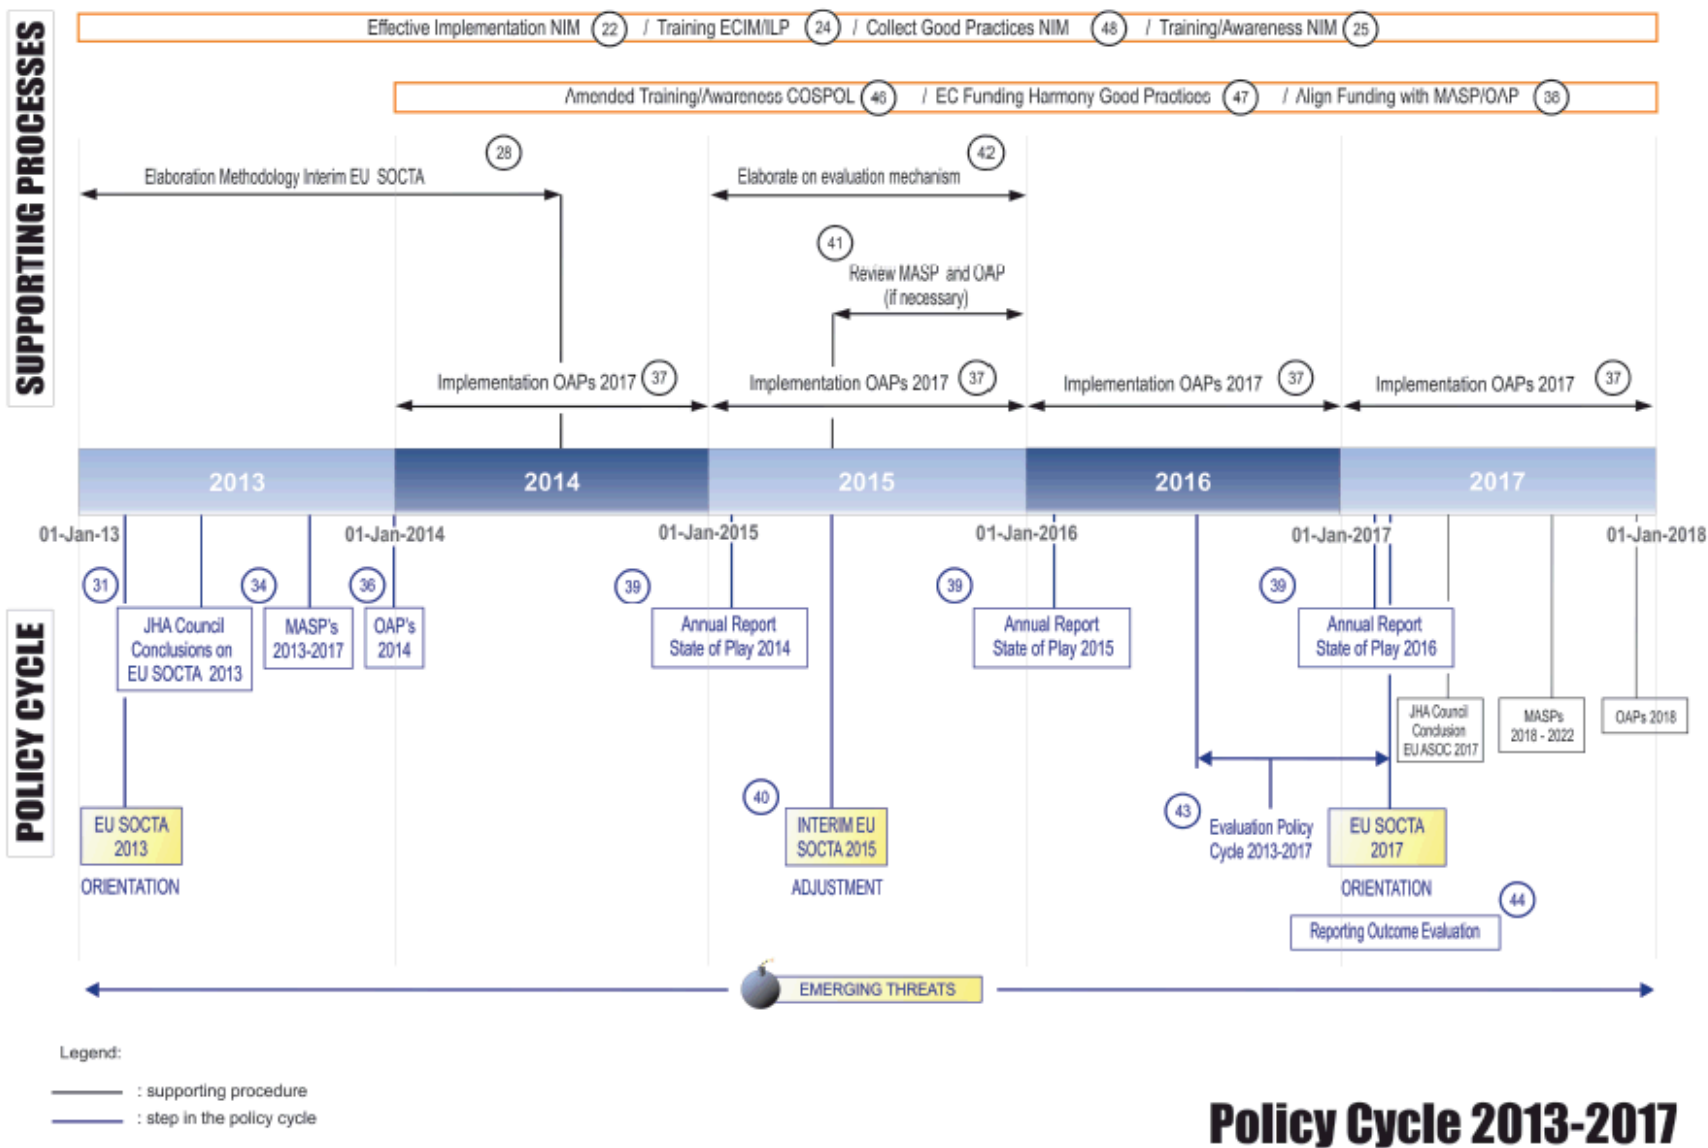 SUPPORTING PROCESSES
Effective Implementation NIM 22 / Training ECIM/ILP 24 / Collect Good Practices NIM 48 / Training/Awareness NIM 25
Amended Training/Awareness COSPOL 46 / EC Funding Harmony Good Practices 47 / Align Funding with MASP/OAP 38
28
Elaboration Methodology Interim EU SOCTA
42
Elaborate on evaluation mechanism
41
Review MASP and OAP
(if necessary)
Implementation OAPs 2017 37
Implementation OAPs 2017 37
Implementation OAPs 2017 37
Implementation OAPs 2017 37
2013
2014
2015
2016
2017
01-Jan-13
01-Jan-2014
01-Jan-2015
01-Jan-2016
01-Jan-2017
01-Jan-2018
POLICY CYCLE
31
JHA Council
Conclusions on
EU SOCTA 2013
34
MASP's
2013-2017
36
OAP's
2014
39
Annual Report
State of Play 2014
39
Annual Report
State of Play 2015
39
Annual Report
State of Play 2016
JHA Council
Conclusion
EU ASOC 2017
MASPs
2018 - 2022
OAPs 2018
EU SOCTA
2013
ORIENTATION
40
INTERIM EU
SOCTA 2015
ADJUSTMENT
43
Evaluation Policy
Cycle 2013-2017
EU SOCTA
2017
ORIENTATION
44
Reporting Outcome Evaluation
EMERGING THREATS
Legend:
: supporting procedure
: step in the policy cycle
Policy Cycle 2013-2017